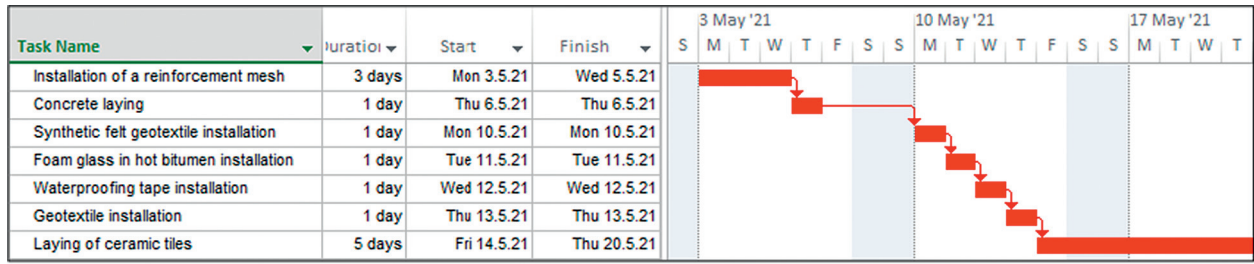 3 May '21 10 May '21 17 May '21
Task Name Duration Start Finish S M T W T F S S M T W T F S S M T W T
Installation of a reinforcement mesh 3 days Mon 3.5.21 Wed 5.5.21
Concrete laying 1 day Thu 6.5.21 Thu 6.5.21
Synthetic felt geotextile installation 1 day Mon 10.5.21 Mon 10.5.21
Foam glass in hot bitumen installation 1 day Tue 11.5.21 Tue 11.5.21
Waterproofing tape installation 1 day Wed 12.5.21 Wed 12.5.21
Geotextile installation 1 day Thu 13.5.21 Thu 13.5.21
Laying of ceramic tiles 5 days Fri 14.5.21 Thu 20.5.21